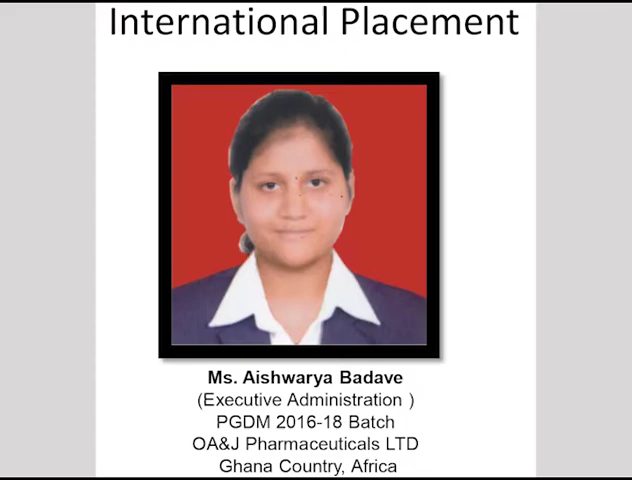 International Placement
Ms. Aishwarya Badave
(Executive Administration )
PGDM 2016-18 Batch
OA&J Pharmaceuticals LTD
Ghana Country, Africa